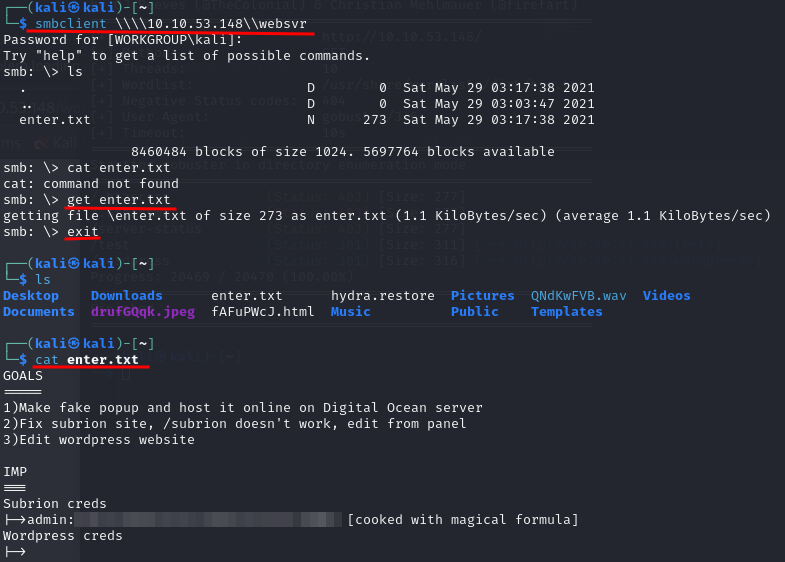 ┌──(kali㉿kali)-[~]
└─$ smbclient \\\\10.10.53.148\\websvr
Password for [WORKGROUP\kali]:
Try "help" to get a list of possible commands.
smb: \> ls
  .                                   D        0  Sat May 29 03:17:38 2021
  ..                                  D        0  Sat May 29 03:03:47 2021
  enter.txt                           N      273  Sat May 29 03:17:38 2021

                8460484 blocks of size 1024. 5697764 blocks available
smb: \> cat enter.txt
cat: command not found
smb: \> get enter.txt
getting file \enter.txt of size 273 as enter.txt (1.1 KiloBytes/sec) (average 1.1 KiloBytes/sec)
smb: \> exit

┌──(kali㉿kali)-[~]
└─$ ls
Desktop    Downloads      enter.txt      hydra.restore  Pictures  QNdKwFVB.wav  Videos
Documents  drufGQqk.jpeg  fAFuPWcJ.html  Music          Public    Templates

┌──(kali㉿kali)-[~]
└─$ cat enter.txt
GOALS
=====
1)Make fake popup and host it online on Digital Ocean server
2)Fix subrion site, /subrion doesn't work, edit from panel
3)Edit wordpress website

IMP
===
Subrion creds
|->admin: [cooked with magical formula]
Wordpress creds
|->